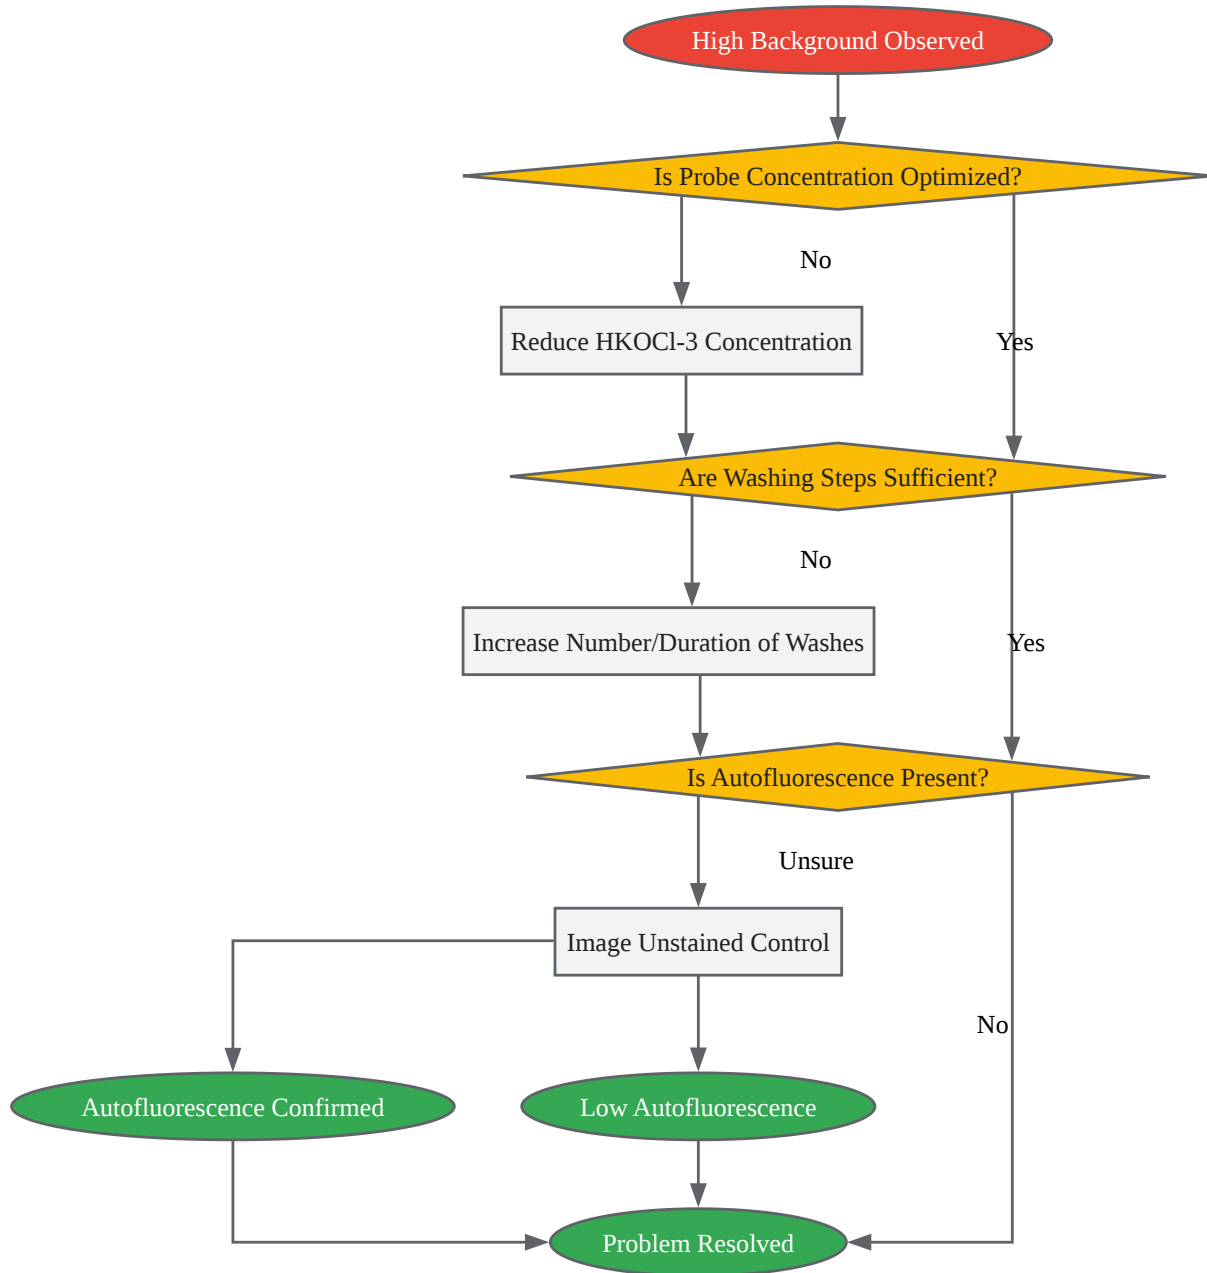 High Background Observed
Is Probe Concentration Optimized?
No
Reduce HKOCl-3 Concentration
Yes
Are Washing Steps Sufficient?
No
Increase Number/Duration of Washes
Yes
Is Autofluorescence Present?
Unsure
Image Unstained Control
No
Autofluorescence Confirmed
Low Autofluorescence
Problem Resolved